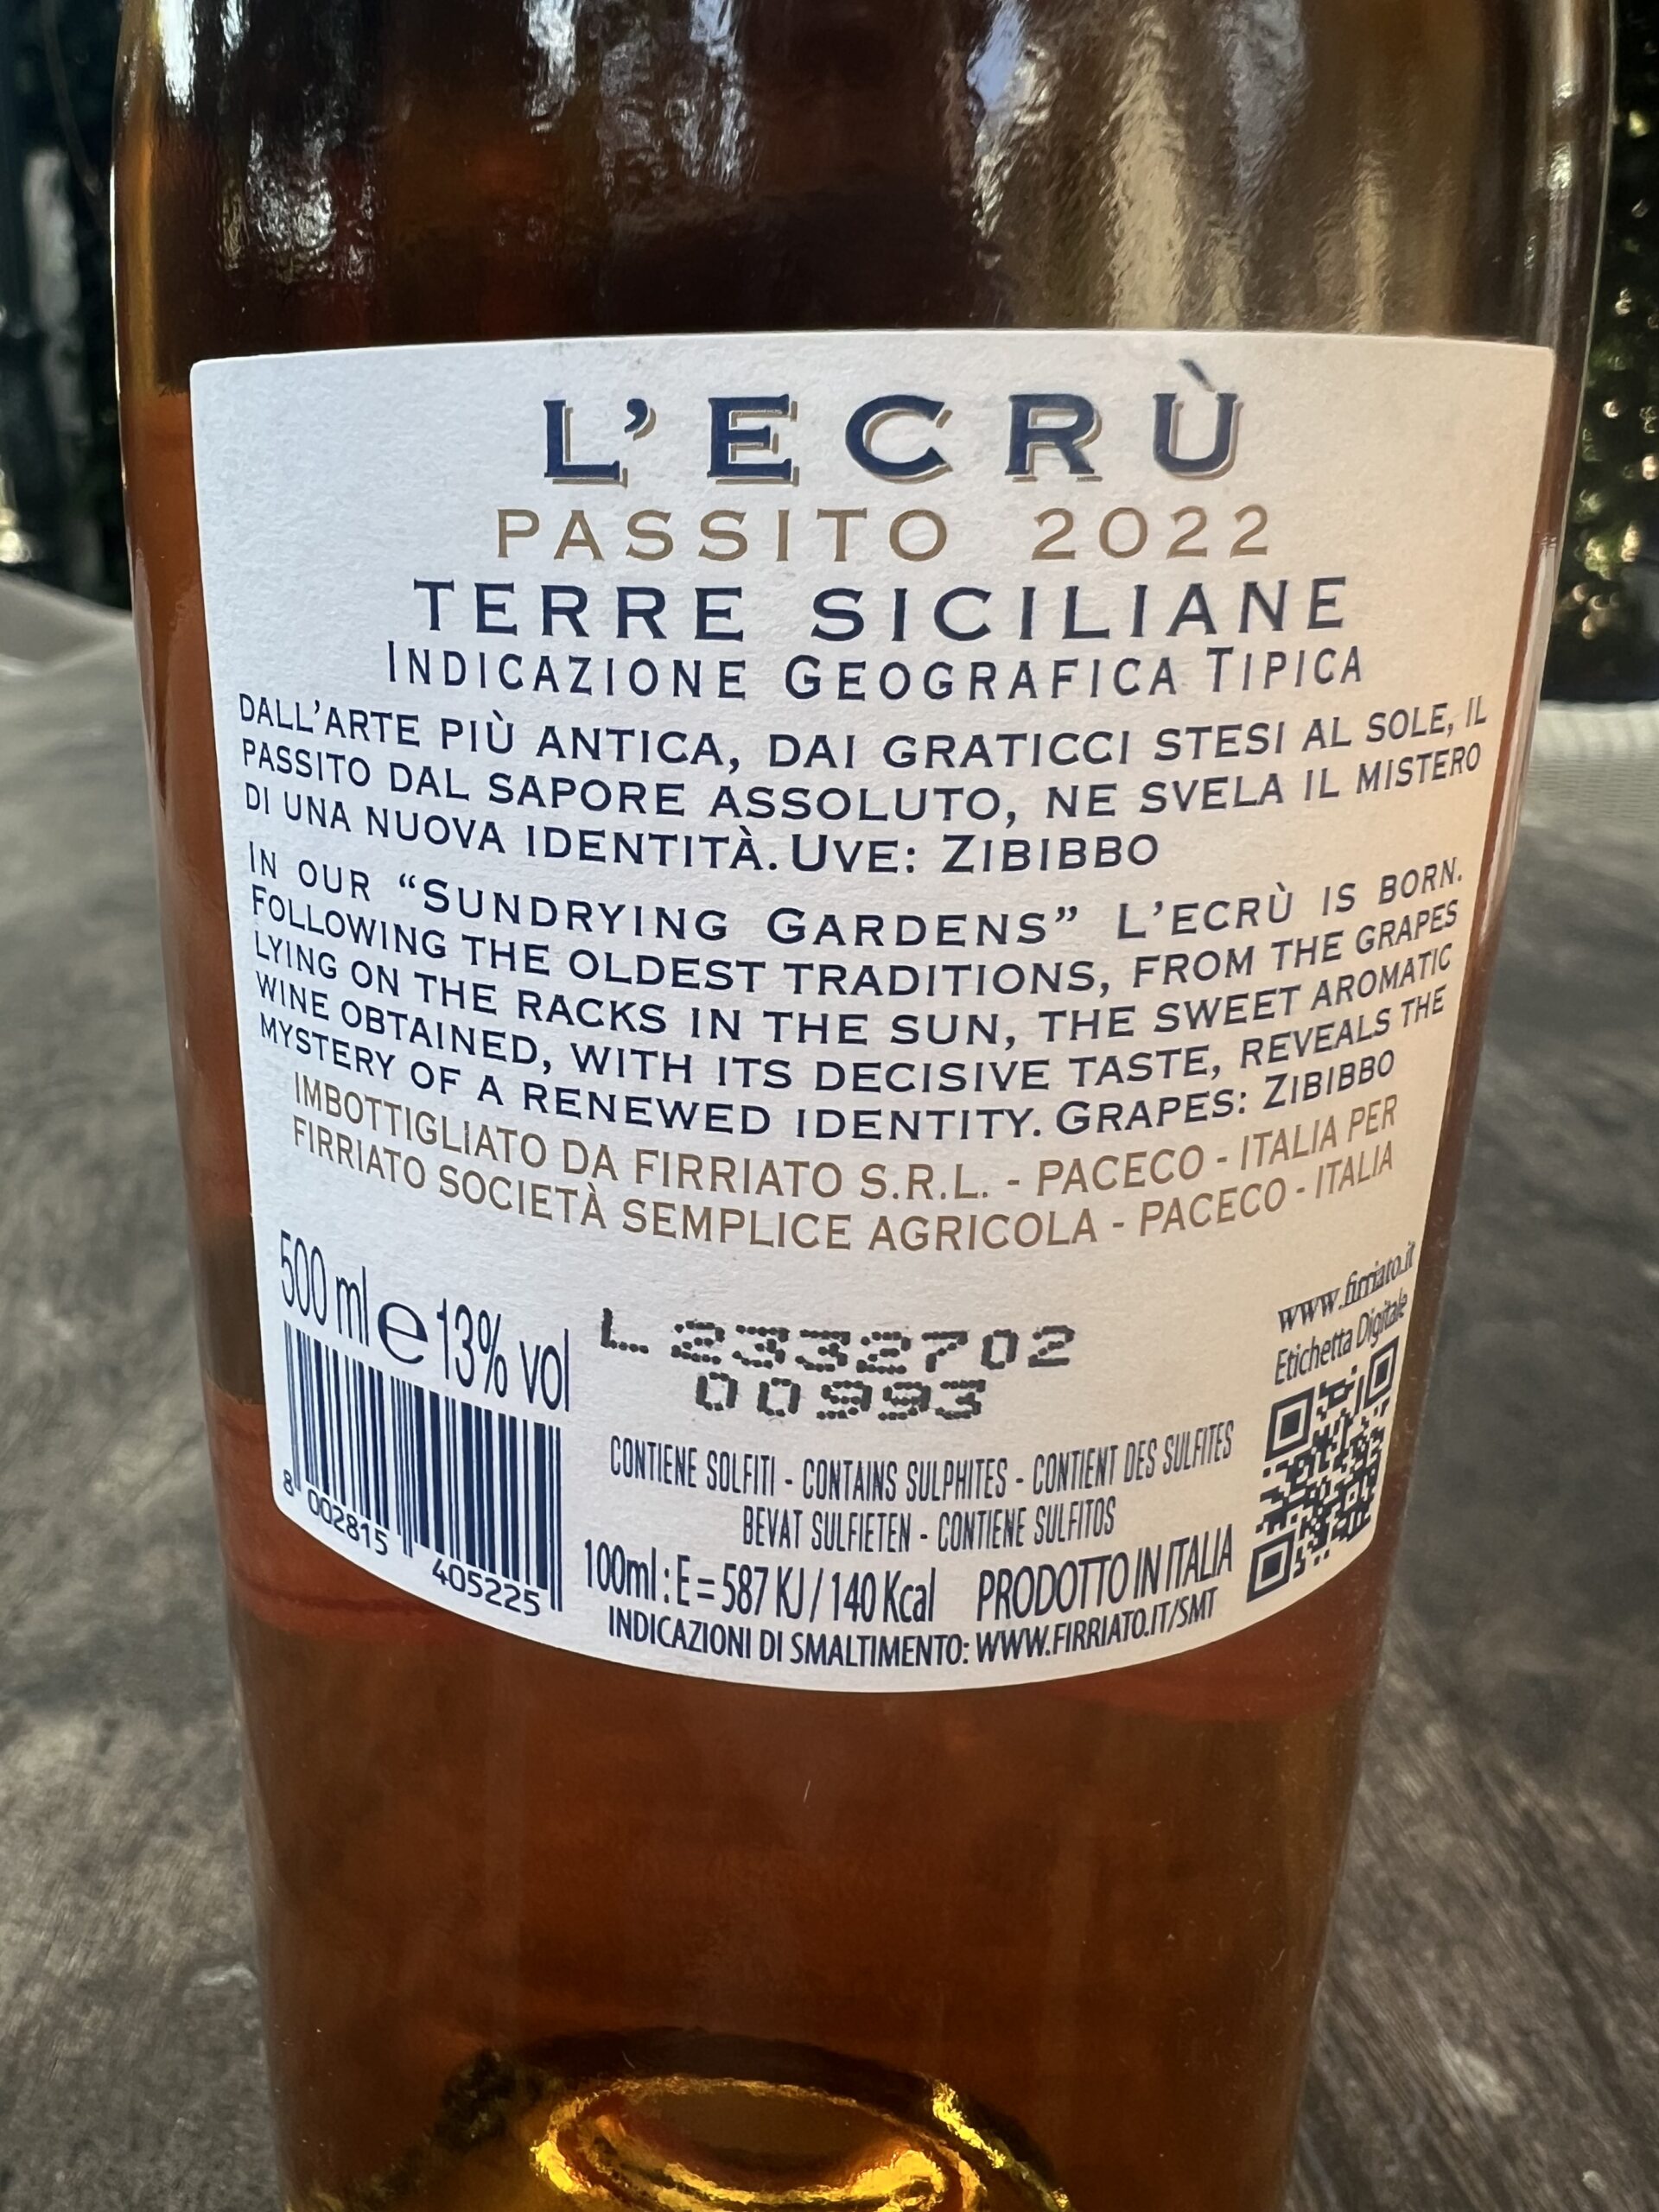 L'ECRÙ
PASSITO 2022
TERRE SICILIANE
INDICAZIONE GEOGRAFICA TIPICA
DALL'ARTE PIÙ ANTICA, DAI GRATICCI STESI AL SOLE, IL
PASSITO DAL SAPORE ASSOLUTO, NE SVELA IL MISTERO
DI UNA NUOVA IDENTITÀ. UVE: ZIBIBBO
IN OUR “SUNDRYING GARDENS” L'ECRÙ IS BORN.
FOLLOWING THE OLDEST TRADITIONS, FROM THE GRAPES
LYING ON THE RACKS IN THE SUN, THE SWEET AROMATIC
WINE OBTAINED, WITH ITS DECISIVE TASTE, REVEALS THE
MYSTERY OF A RENEWED IDENTITY. GRAPES: ZIBIBBO
IMBOTTIGLIATO DA FIRRIATO S.R.L. - PACECO - ITALIA PER
FIRRIATO SOCIETÀ SEMPLICE AGRICOLA - PACECO - ITALIA
500 ml e 13% vol
L 2332702
00993
www.firriato.it
Etichetta Digitale
CONTIENE SOLFITI - CONTAINS SULPHITES - CONTIENT DES SULFITES
BEVAT SULFIETEN - CONTIENE SULFITOS
8 002815 405225
100ml : E = 587 KJ / 140 Kcal PRODOTTO IN ITALIA
INDICAZIONI DI SMALTIMENTO: WWW.FIRRIATO.IT/SMT